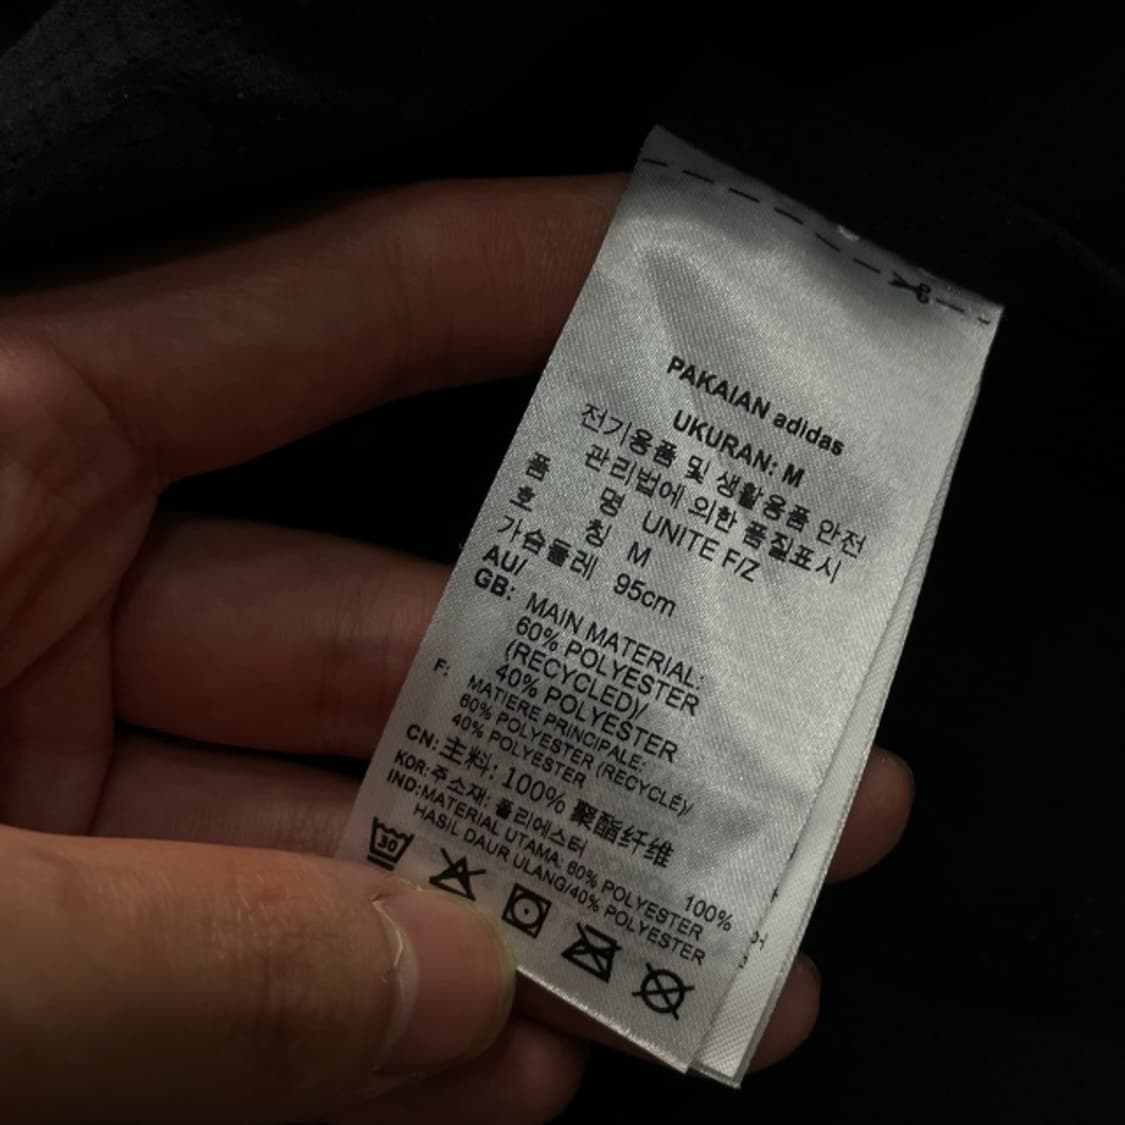 PAKAIAN adidas
UKURAN: M
전기용품 및 생활용품 안전
관리법에 의한 품질표시
품 명 UNITE F/Z
호 칭 M
가슴둘레 95cm
AU/
GB: MAIN MATERIAL:
60% POLYESTER
(RECYCLED)/
40% POLYESTER
F: MATIERE PRINCIPALE:
60% POLYESTER (RECYCLÉ)/
40% POLYESTER
CN: 主料: 100% 聚酯纤维
KOR: 주소재: 폴리에스터 100%
IND: MATERIAL UTAMA: 60% POLYESTER
HASIL DAUR ULANG/40% POLYESTER
30